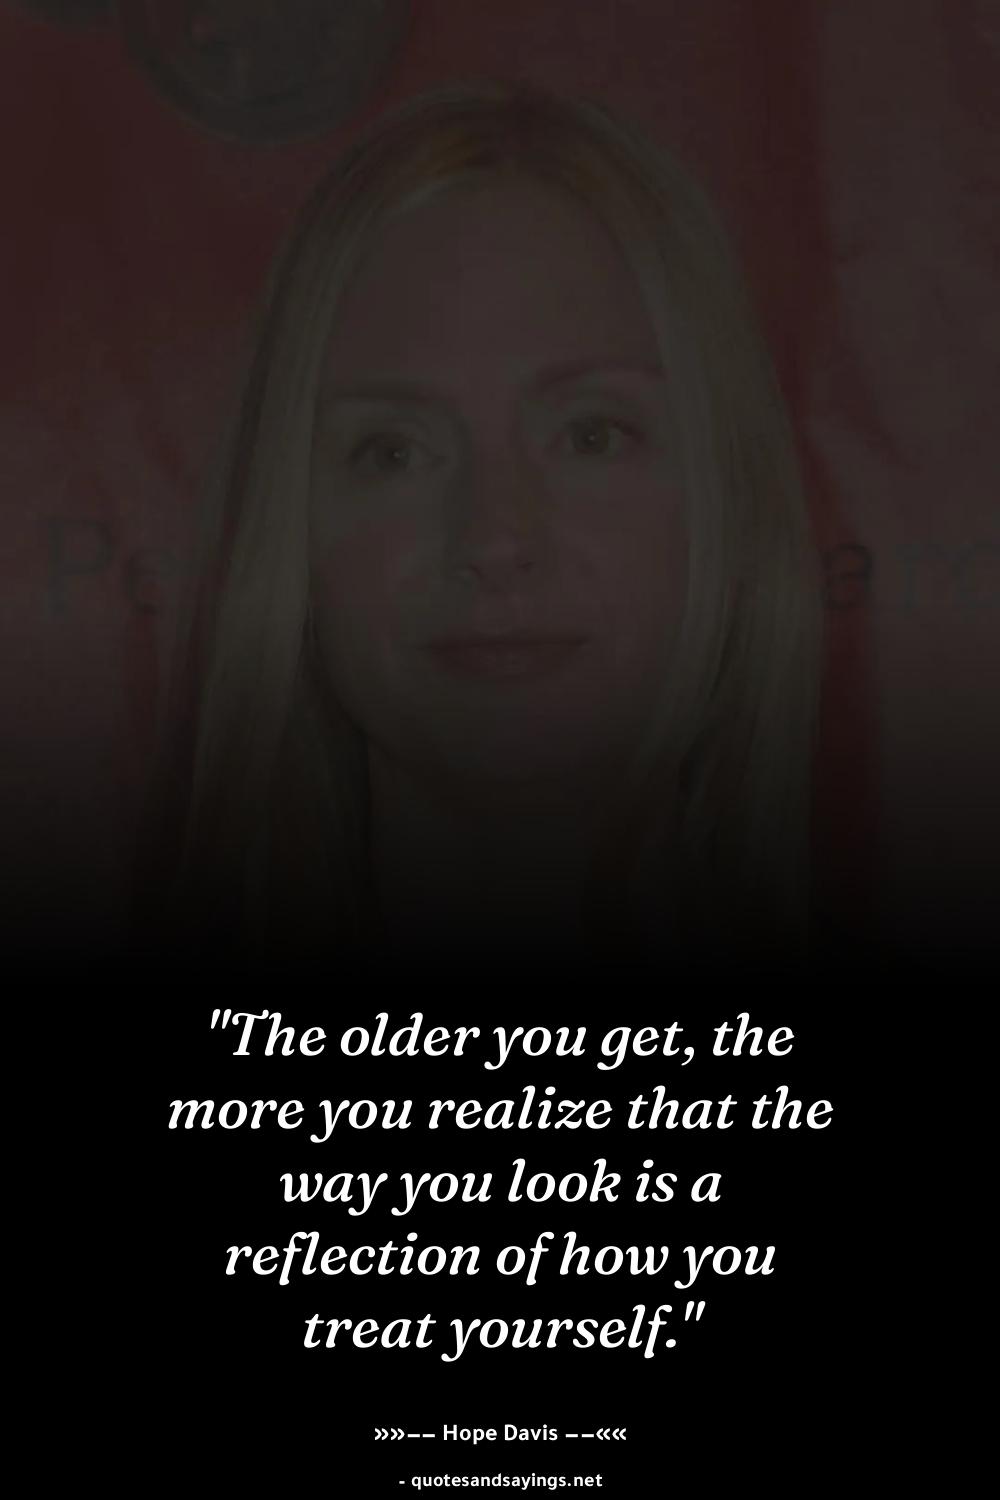 "The older you get, the
more you realize that the
way you look is a
reflection of how you
treat yourself."
»»–– Hope Davis ––««
- quotesandsayings.net